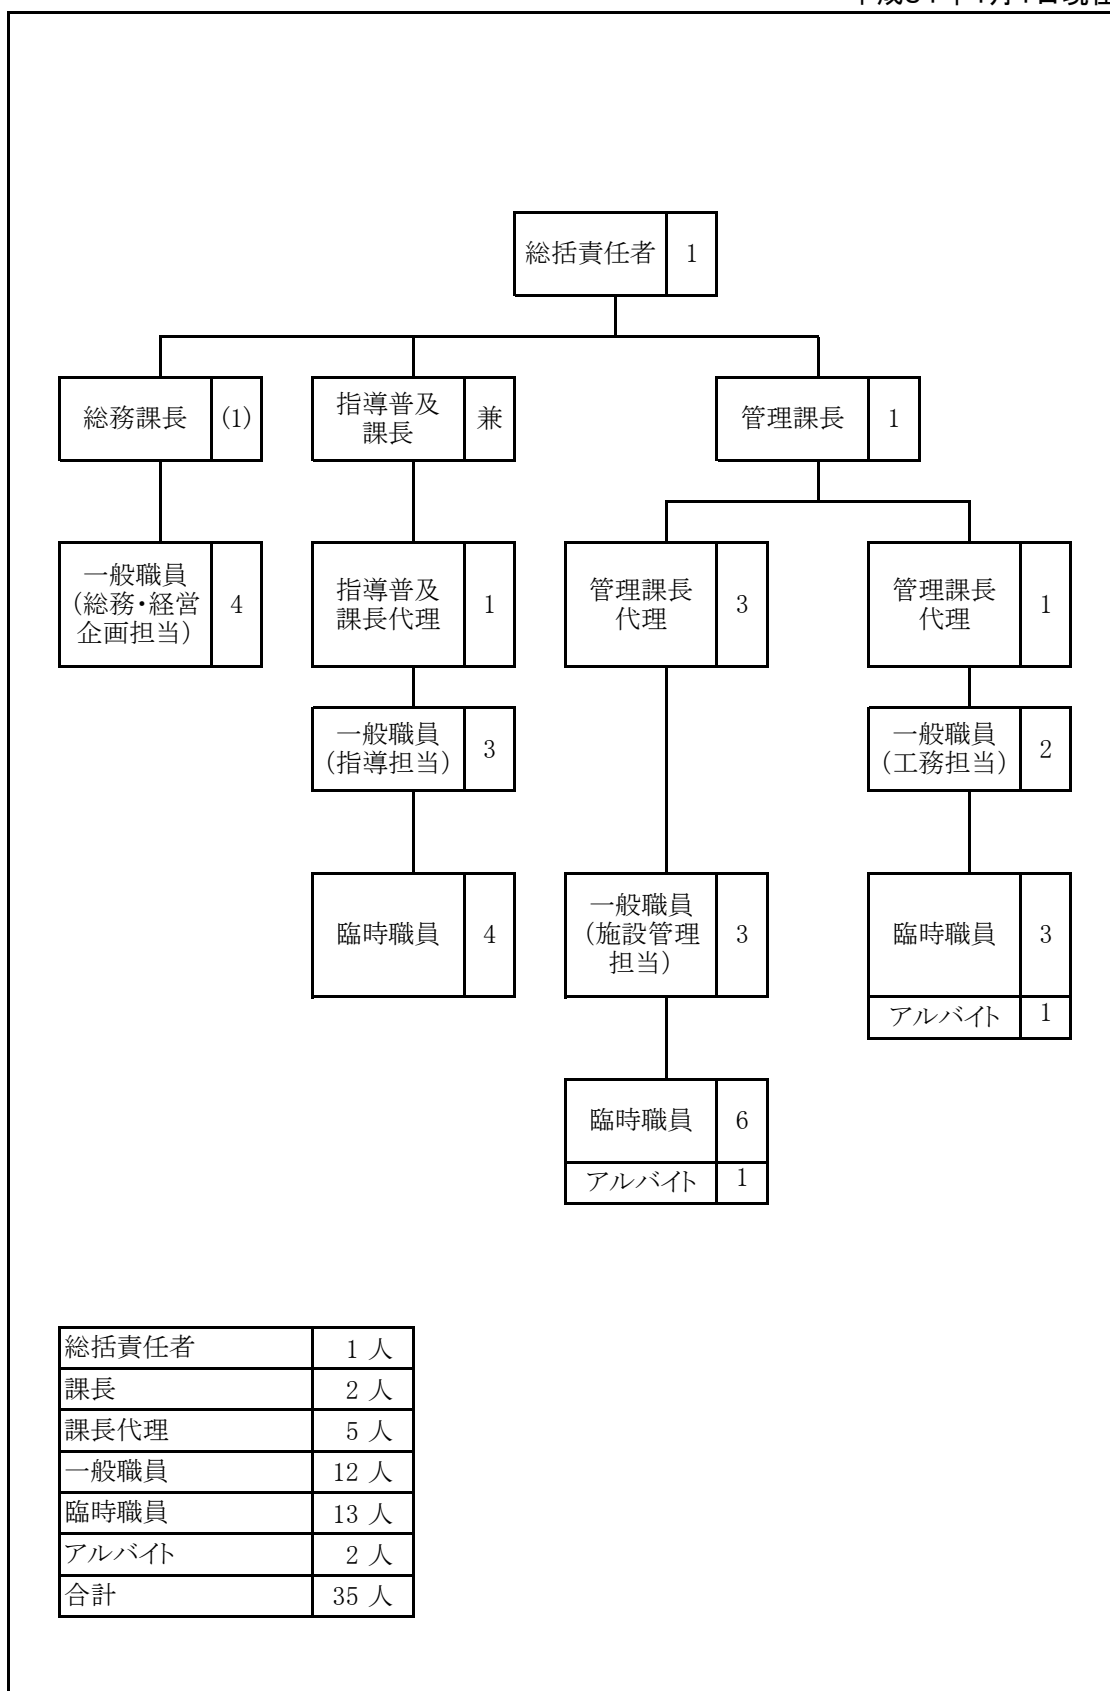 総括責任者 1
総務課長 (1)
指導普及
課長 兼
管理課長 1
一般職員
(総務・経営
企画担当) 4
指導普及
課長代理 1
管理課長
代理 3
管理課長
代理 1
一般職員
(指導担当) 3
一般職員
(工務担当) 2
臨時職員 4
一般職員
(施設管理
担当) 3
臨時職員 3
アルバイト 1
臨時職員 6
アルバイト 1
総括責任者 1 人
課長 2 人
課長代理 5 人
一般職員 12 人
臨時職員 13 人
アルバイト 2 人
合計 35 人